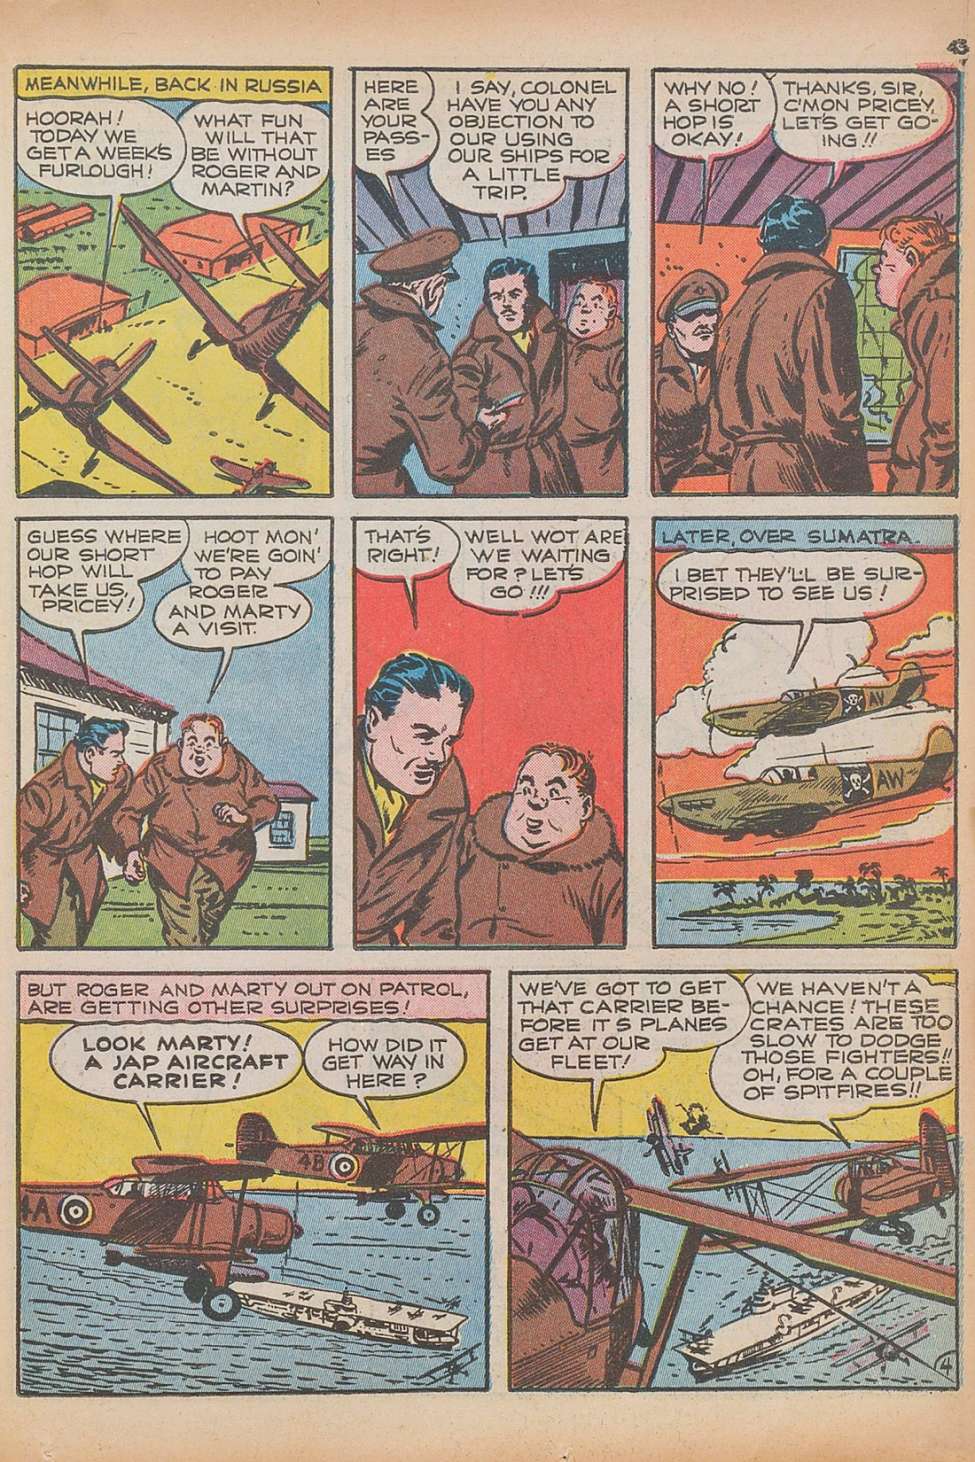 43
MEANWHILE, BACK IN RUSSIA
HOORAH!
TODAY WE
GET A WEEK'S
FURLOUGH!
WHAT FUN
WILL THAT
BE WITHOUT
ROGER AND
MARTIN?
HERE
ARE
YOUR
PASS-
ES
I SAY, COLONEL
HAVE YOU ANY
OBJECTION TO
OUR USING
OUR SHIPS FOR
A LITTLE
TRIP.
WHY NO!
A SHORT
HOP IS
OKAY!
THANKS, SIR,
C'MON PRICEY,
LET'S GET GO-
ING!!
GUESS WHERE
OUR SHORT
HOP WILL
TAKE US,
PRICEY!
HOOT MON'
WE'RE GOIN'
TO PAY
ROGER
AND MARTY
A VISIT.
THAT'S
RIGHT!
WELL WOT ARE
WE WAITING
FOR? LET'S
GO!!!
LATER, OVER SUMATRA.
I BET THEY'LL BE SUR-
PRISED TO SEE US!
AW
AW
BUT ROGER AND MARTY OUT ON PATROL,
ARE GETTING OTHER SURPRISES!
LOOK MARTY!
A JAP AIRCRAFT
CARRIER!
HOW DID IT
GET WAY IN
HERE?
4B
4A
WE'VE GOT TO GET
THAT CARRIER BE-
FORE IT S PLANES
GET AT OUR
FLEET!
WE HAVEN'T A
CHANCE! THESE
CRATES ARE TOO
SLOW TO DODGE
THOSE FIGHTERS!!
OH, FOR A COUPLE
OF SPITFIRES!!
4